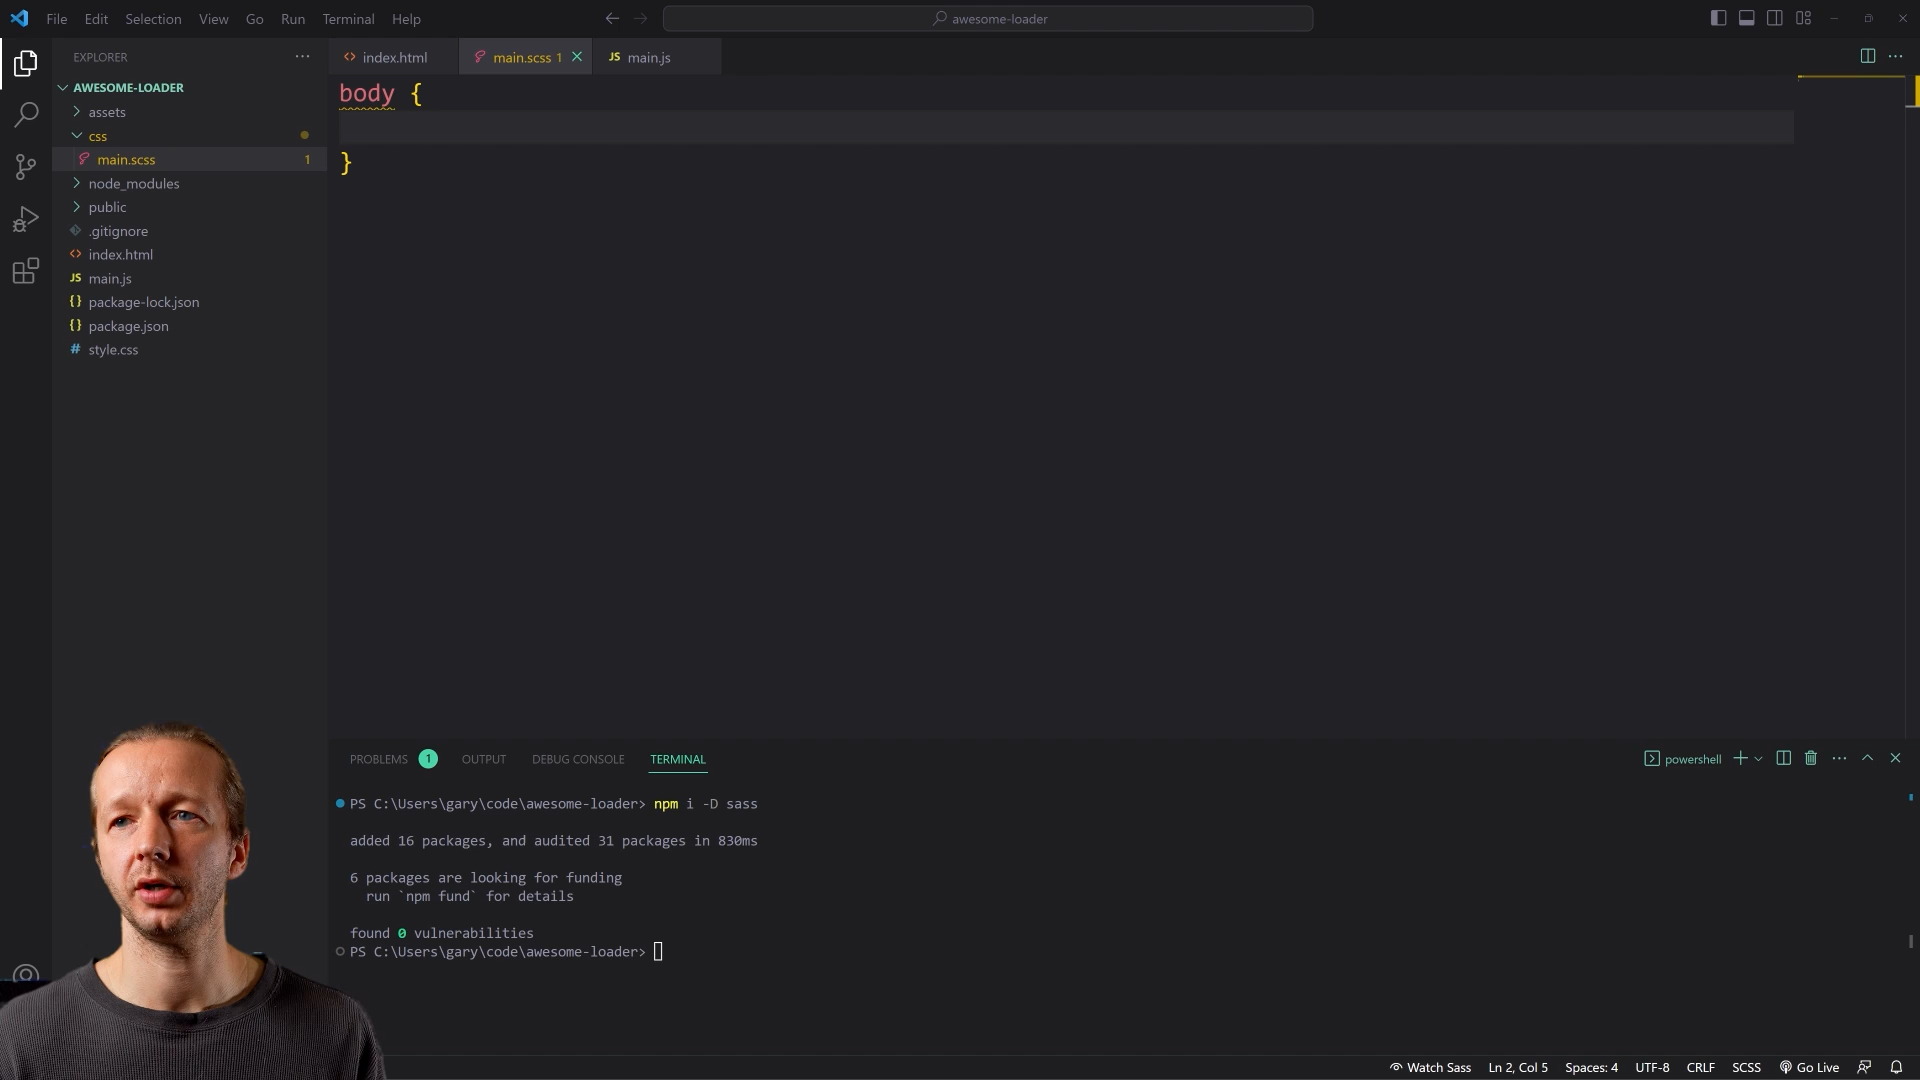 File Edit Selection View Go Run Terminal Help
awesome-loader
EXPLORER
AWESOME-LOADER
assets
css
main.scss 1
node_modules
public
.gitignore
index.html
JS main.js
{} package-lock.json
{} package.json
# style.css
index.html
main.scss 1
JS main.js
body {
}
PROBLEMS 1 OUTPUT DEBUG CONSOLE TERMINAL
powershell
PS C:\Users\gary\code\awesome-loader> npm i -D sass
added 16 packages, and audited 31 packages in 830ms
6 packages are looking for funding
run `npm fund` for details
found 0 vulnerabilities
PS C:\Users\gary\code\awesome-loader>
Watch Sass Ln 2, Col 5 Spaces: 4 UTF-8 CRLF SCSS Go Live